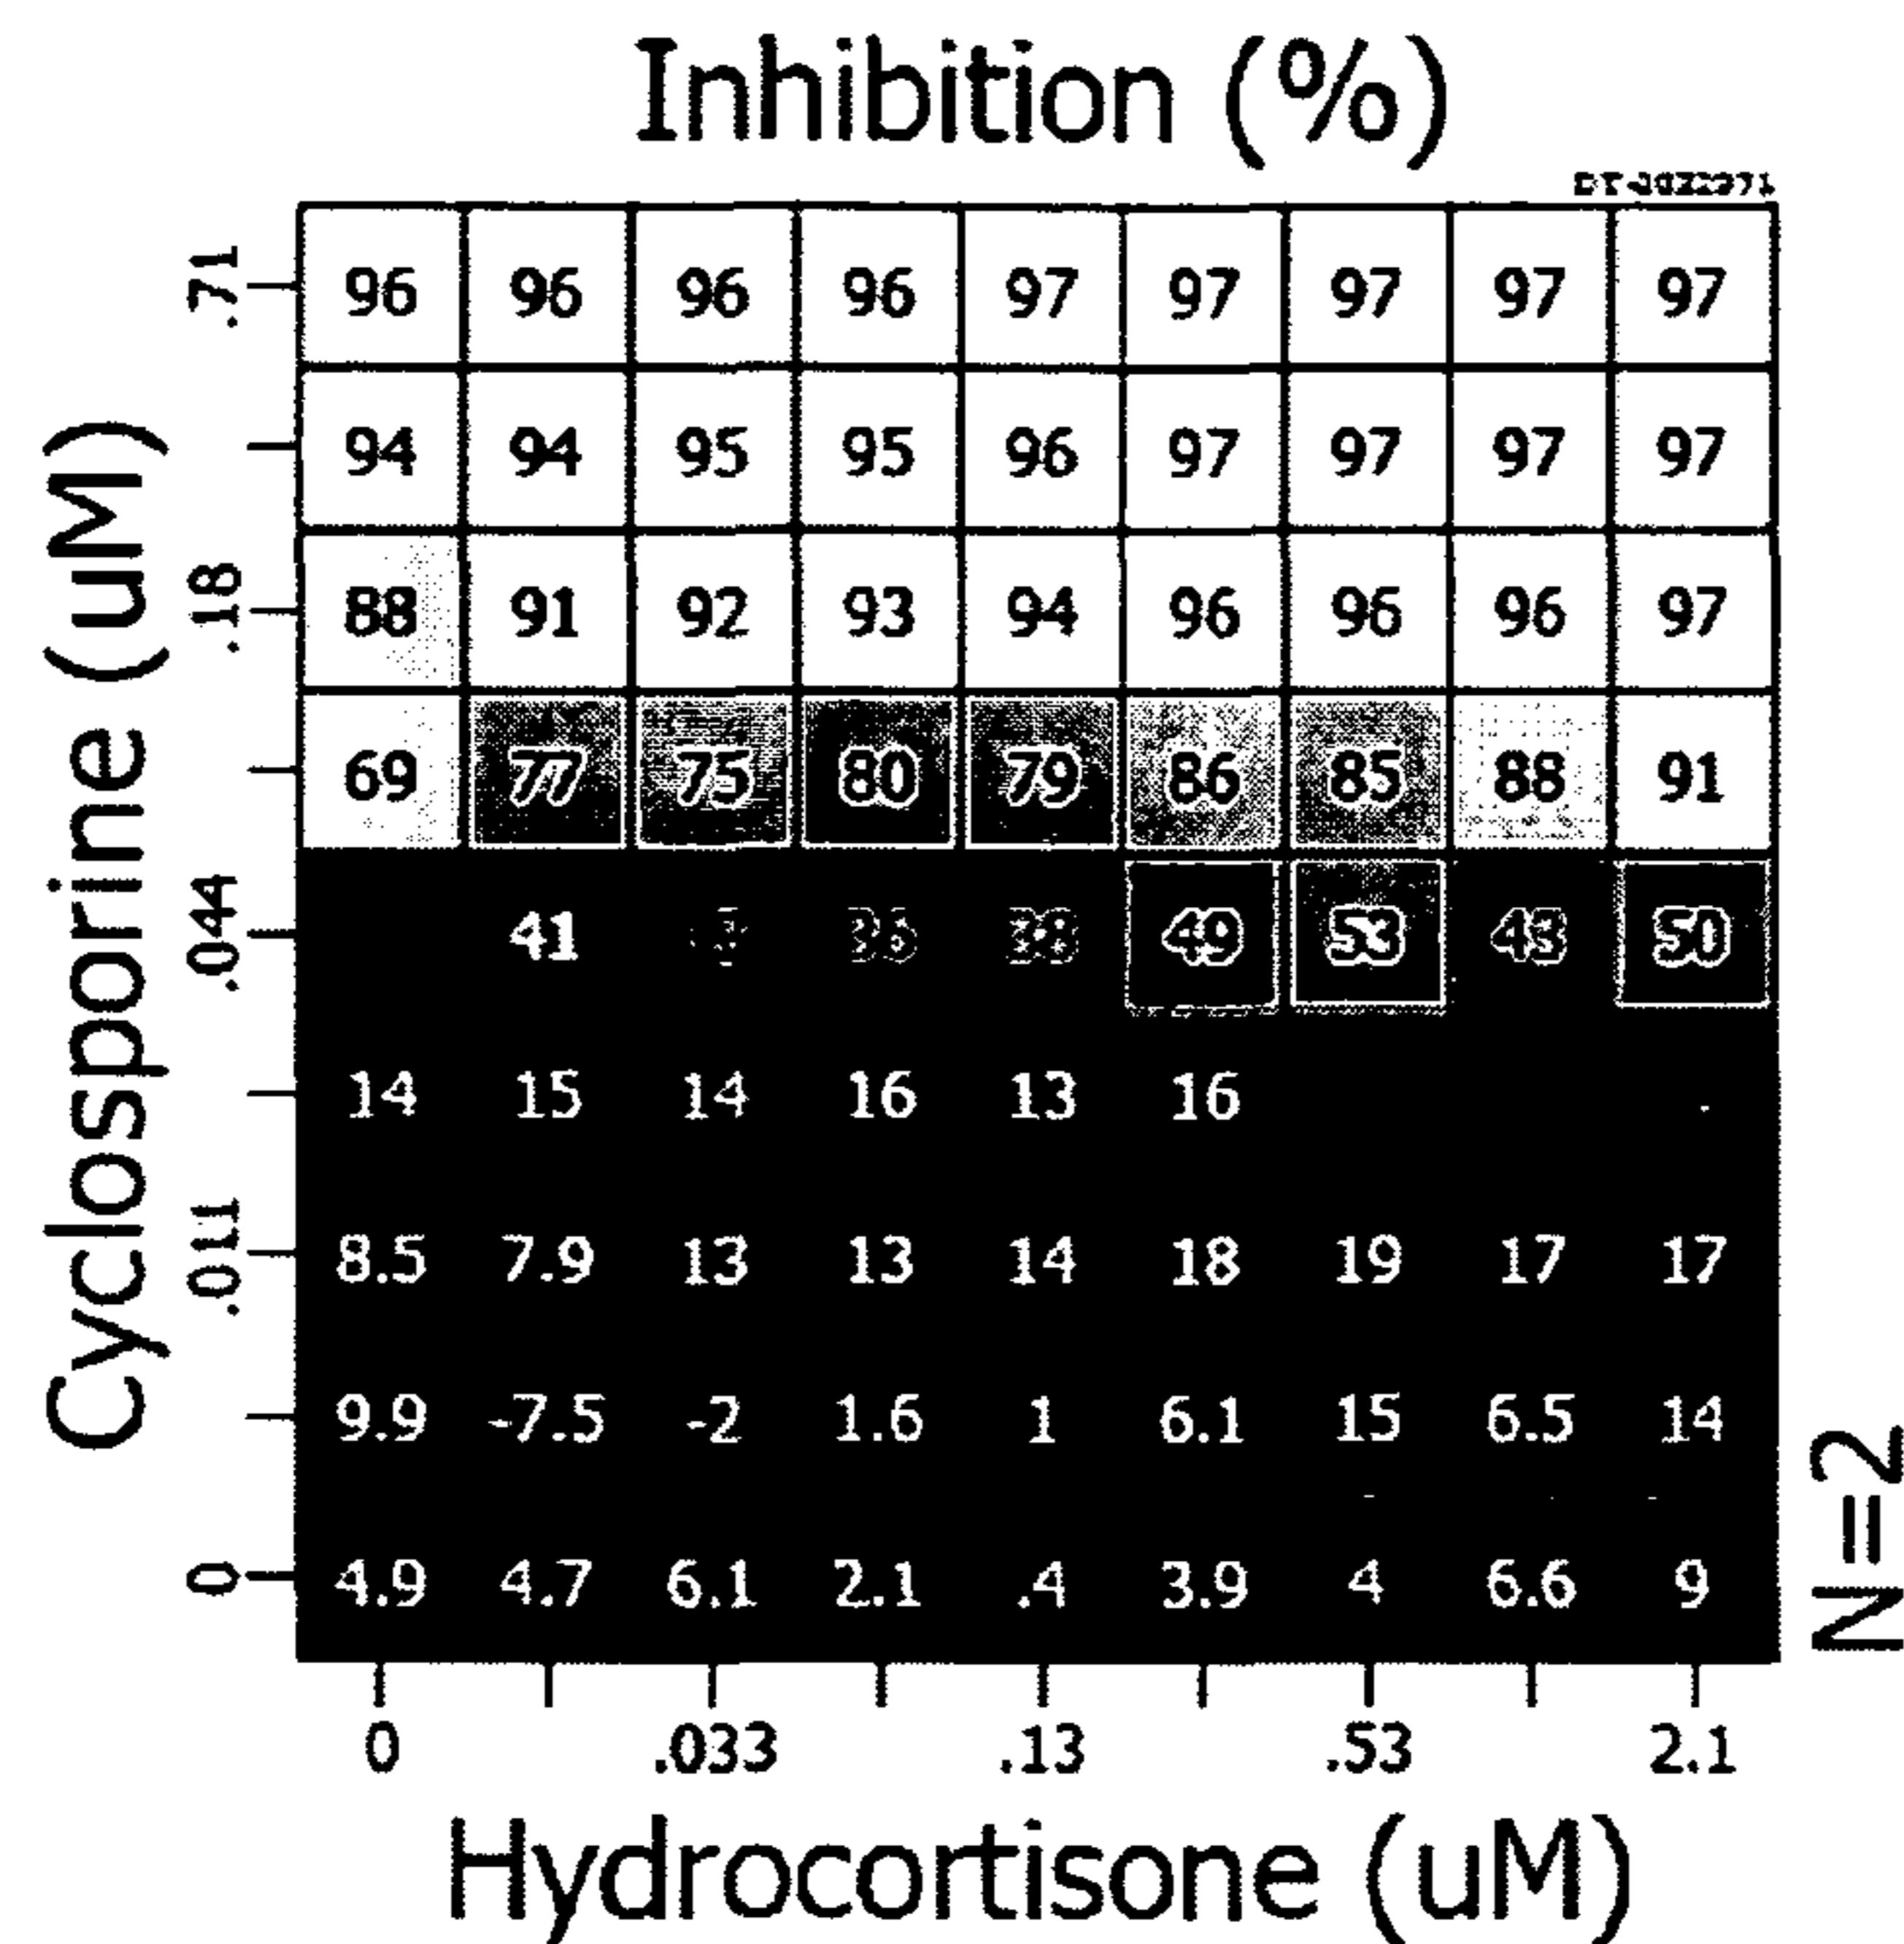 Inhibition (%)
Cyclosporine (uM)
.71 96 96 96 96 97 97 97 97 97
94 94 95 95 96 97 97 97 97
.18 88 91 92 93 94 96 96 96 97
69 77 75 80 79 86 85 88 91
.044 41 38 49 53 43 50
14 15 14 16 13 16
.011 8.5 7.9 13 13 14 18 19 17 17
9.9 -7.5 -2 1.6 1 6.1 15 6.5 14
0 4.9 4.7 6.1 2.1 .4 3.9 4 6.6 9
0 .033 .13 .53 2.1
Hydrocortisone (uM)
N=2